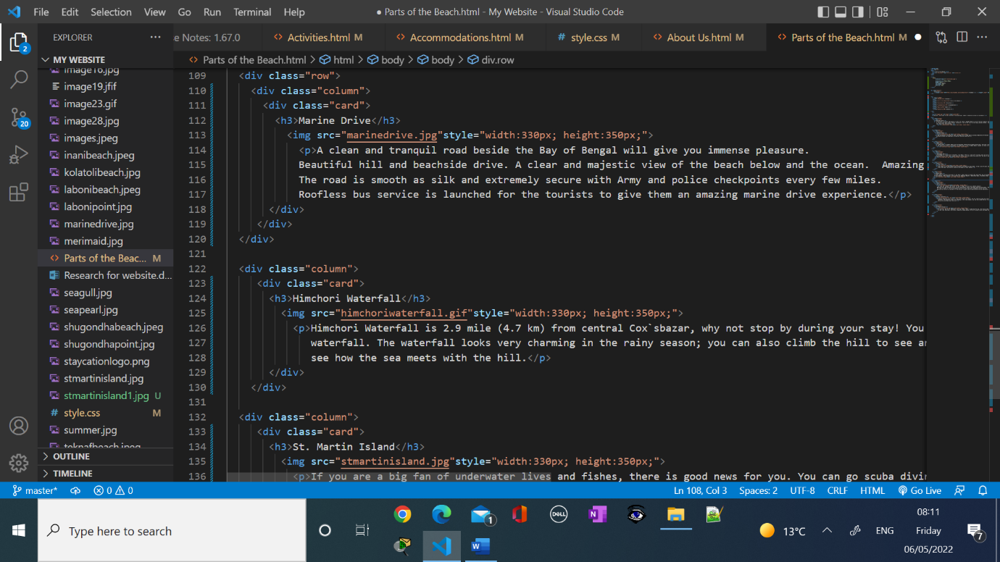 File Edit Selection View Go Run Terminal Help
● Parts of the Beach.html - My Website - Visual Studio Code
EXPLORER
e Notes: 1.67.0
Activities.html M
Accommodations.html M
# style.css M
About Us.html M
Parts of the Beach.html M
MY WEBSITE
Parts of the Beach.html > html > body > body > div.row
image16.jpg
image19.jfif
image23.gif
image28.jpg
images.jpeg
inanibeach.jpeg
kolatolibeach.jpg
labonibeach.jpeg
labonipoint.jpg
marinedrive.jpg
merimaid.jpg
Parts of the Beac... M
Research for website.d...
seagull.jpg
seapearl.jpg
shugondhabeach.jpeg
shugondhapoint.jpg
staycationlogo.png
stmartinisland.jpg
stmartinisland1.jpg U
# style.css M
summer.jpg
teknafbeach.jpeg
OUTLINE
TIMELINE
2
20
109 <div class="row">
110 <div class="column">
111 <div class="card">
112 <h3>Marine Drive</h3>
113 <img src="marinedrive.jpg"style="width:330px; height:350px;">
114 <p>A clean and tranquil road beside the Bay of Bengal will give you immense pleasure.
115 Beautiful hill and beachside drive. A clear and majestic view of the beach below and the ocean.  Amazing
116 The road is smooth as silk and extremely secure with Army and police checkpoints every few miles.
117 Roofless bus service is launched for the tourists to give them an amazing marine drive experience.</p>
118 </div>
119 </div>
120 </div>
121
122 <div class="column">
123 <div class="card">
124 <h3>Himchori Waterfall</h3>
125 <img src="himchoriwaterfall.gif"style="width:330px; height:350px;">
126 <p>Himchori Waterfall is 2.9 mile (4.7 km) from central Cox`sbazar, why not stop by during your stay! You
127 waterfall. The waterfall looks very charming in the rainy season; you can also climb the hill to see an
128 see how the sea meets with the hill.</p>
129 </div>
130 </div>
131
132 <div class="column">
133 <div class="card">
134 <h3>St. Martin Island</h3>
135 <img src="stmartinisland.jpg"style="width:330px; height:350px;">
136 <p>If you are a big fan of underwater lives and fishes, there is good news for you. You can go scuba divin
master* 0 0
Ln 108, Col 3 Spaces: 2 UTF-8 CRLF HTML Go Live
Type here to search
1
DELL
N
W
13°C
ENG
08:11
Friday
06/05/2022
7